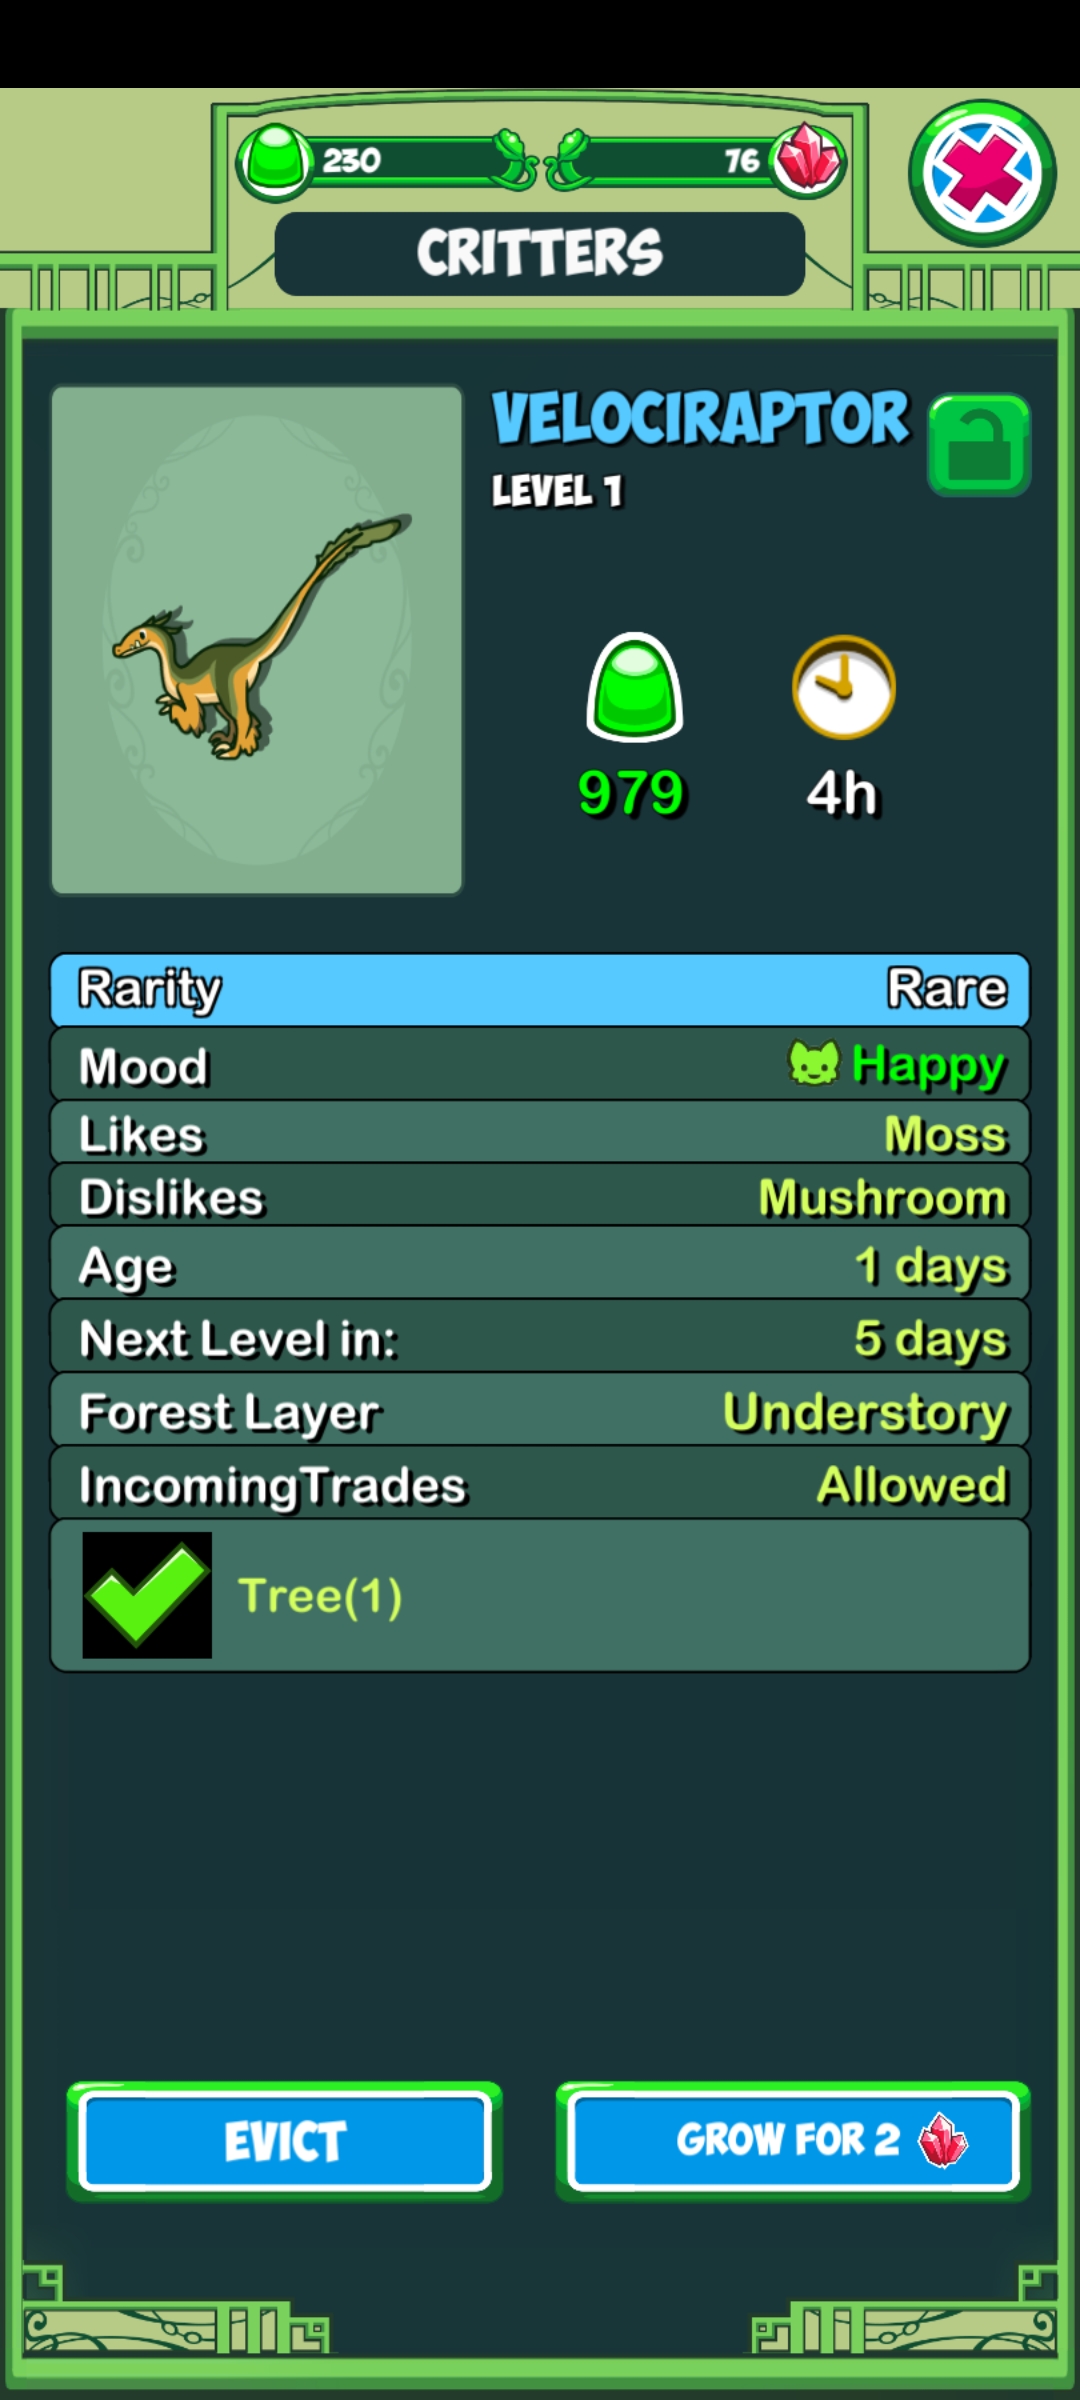 230
76
CRITTERS
VELOCIRAPTOR
LEVEL 1
979
4h
Rarity Rare
Mood Happy
Likes Moss
Dislikes Mushroom
Age 1 days
Next Level in: 5 days
Forest Layer Understory
IncomingTrades Allowed
Tree(1)
EVICT
GROW FOR 2